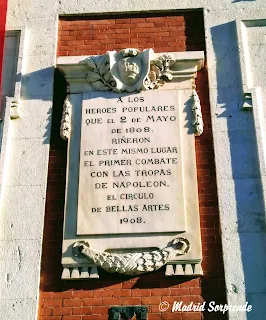 A LOS
HEROES POPULARES
QUE EL 2 DE MAYO
DE 1808,
RIÑERON
EN ESTE MISMO LUGAR
EL PRIMER COMBATE
CON LAS TROPAS
DE NAPOLEON,
EL CIRCULO
DE BELLAS ARTES
1908.
© Madrid Sorprende